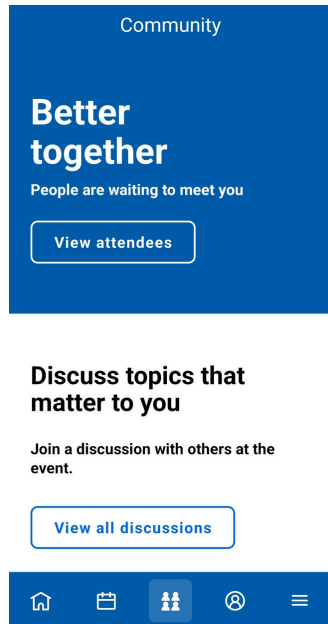 Community
Better
together
People are waiting to meet you
View attendees
Discuss topics that
matter to you
Join a discussion with others at the
event.
View all discussions